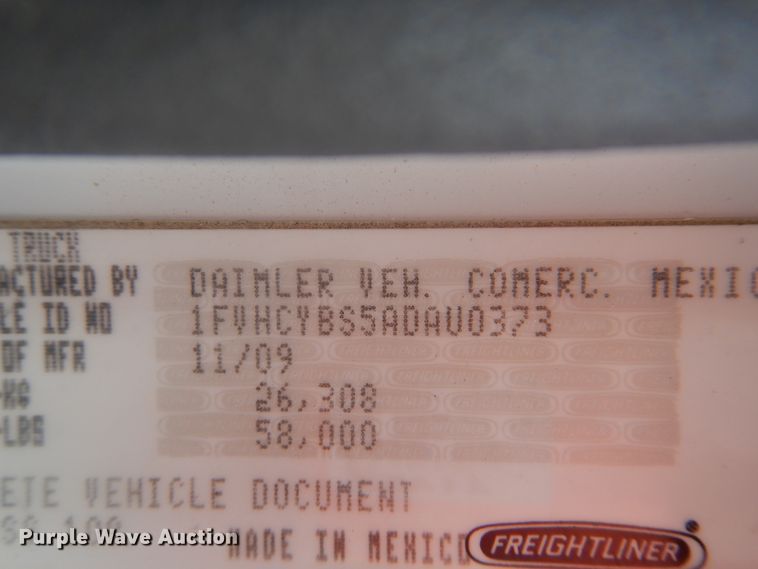 TRUCK
ACTURED BY DAIMLER VEH. COMERC. MEXIC
LE ID NO 1FVHCYBS5ADAV0373
OF MFR 11/09
KG 26,308
-LBS 58,000
ETE VEHICLE DOCUMENT
MADE IN MEXICO FREIGHTLINER
Purple Wave Auction